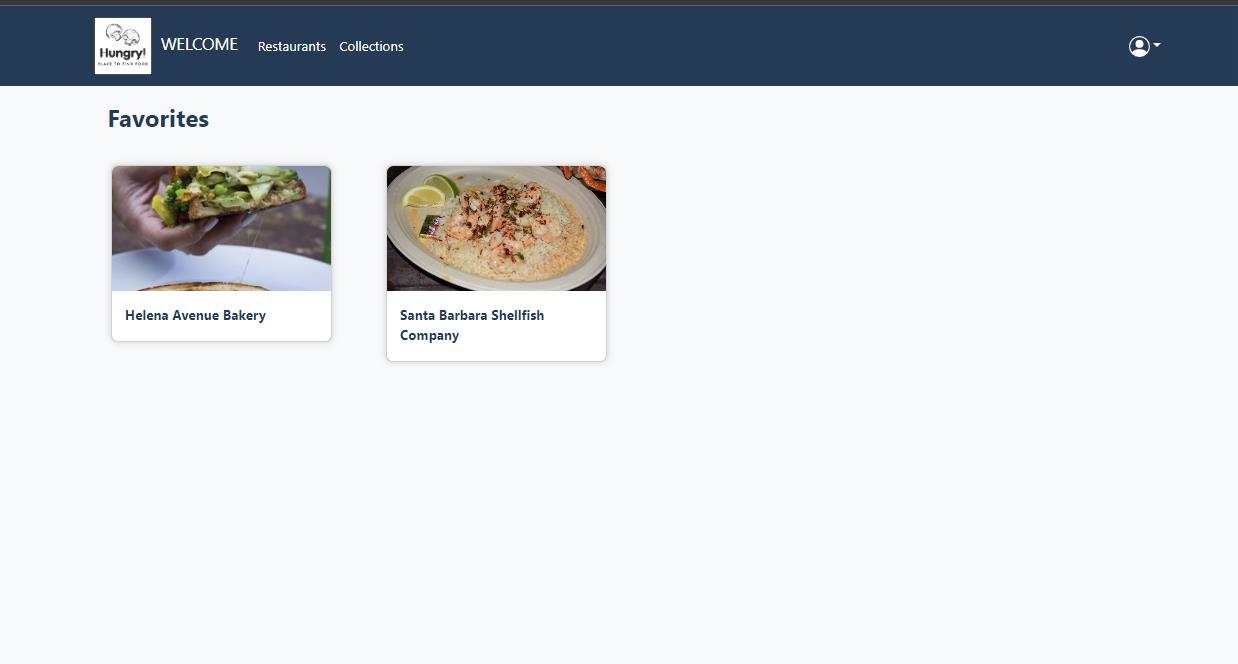 Hungry!
PLACE TO FIND FOOD
WELCOME
Restaurants
Collections
Favorites
Helena Avenue Bakery
Santa Barbara Shellfish
Company